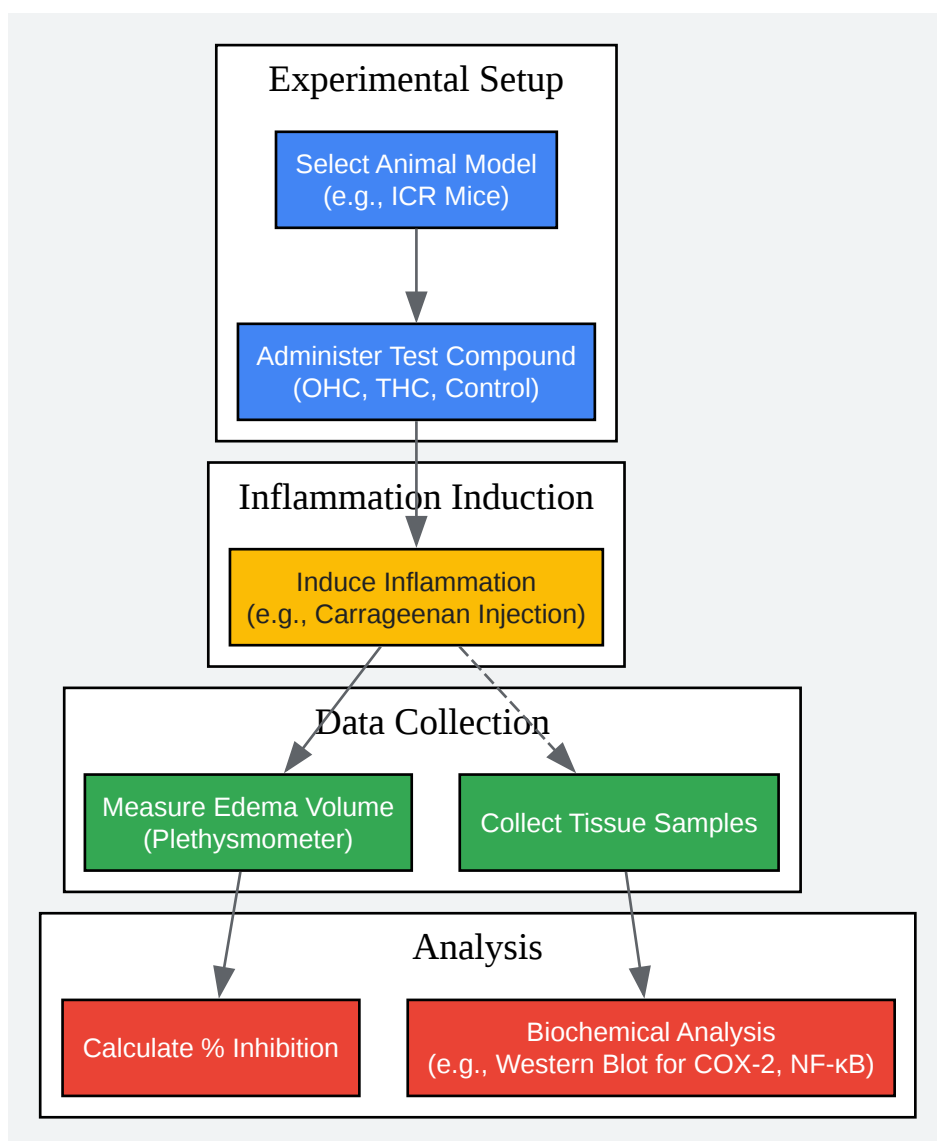 Experimental Setup
Select Animal Model
(e.g., ICR Mice)
Administer Test Compound
(OHC, THC, Control)
Inflammation Induction
Induce Inflammation
(e.g., Carrageenan Injection)
Data Collection
Measure Edema Volume
(Plethysmometer)
Collect Tissue Samples
Analysis
Calculate % Inhibition
Biochemical Analysis
(e.g., Western Blot for COX-2, NF-κB)